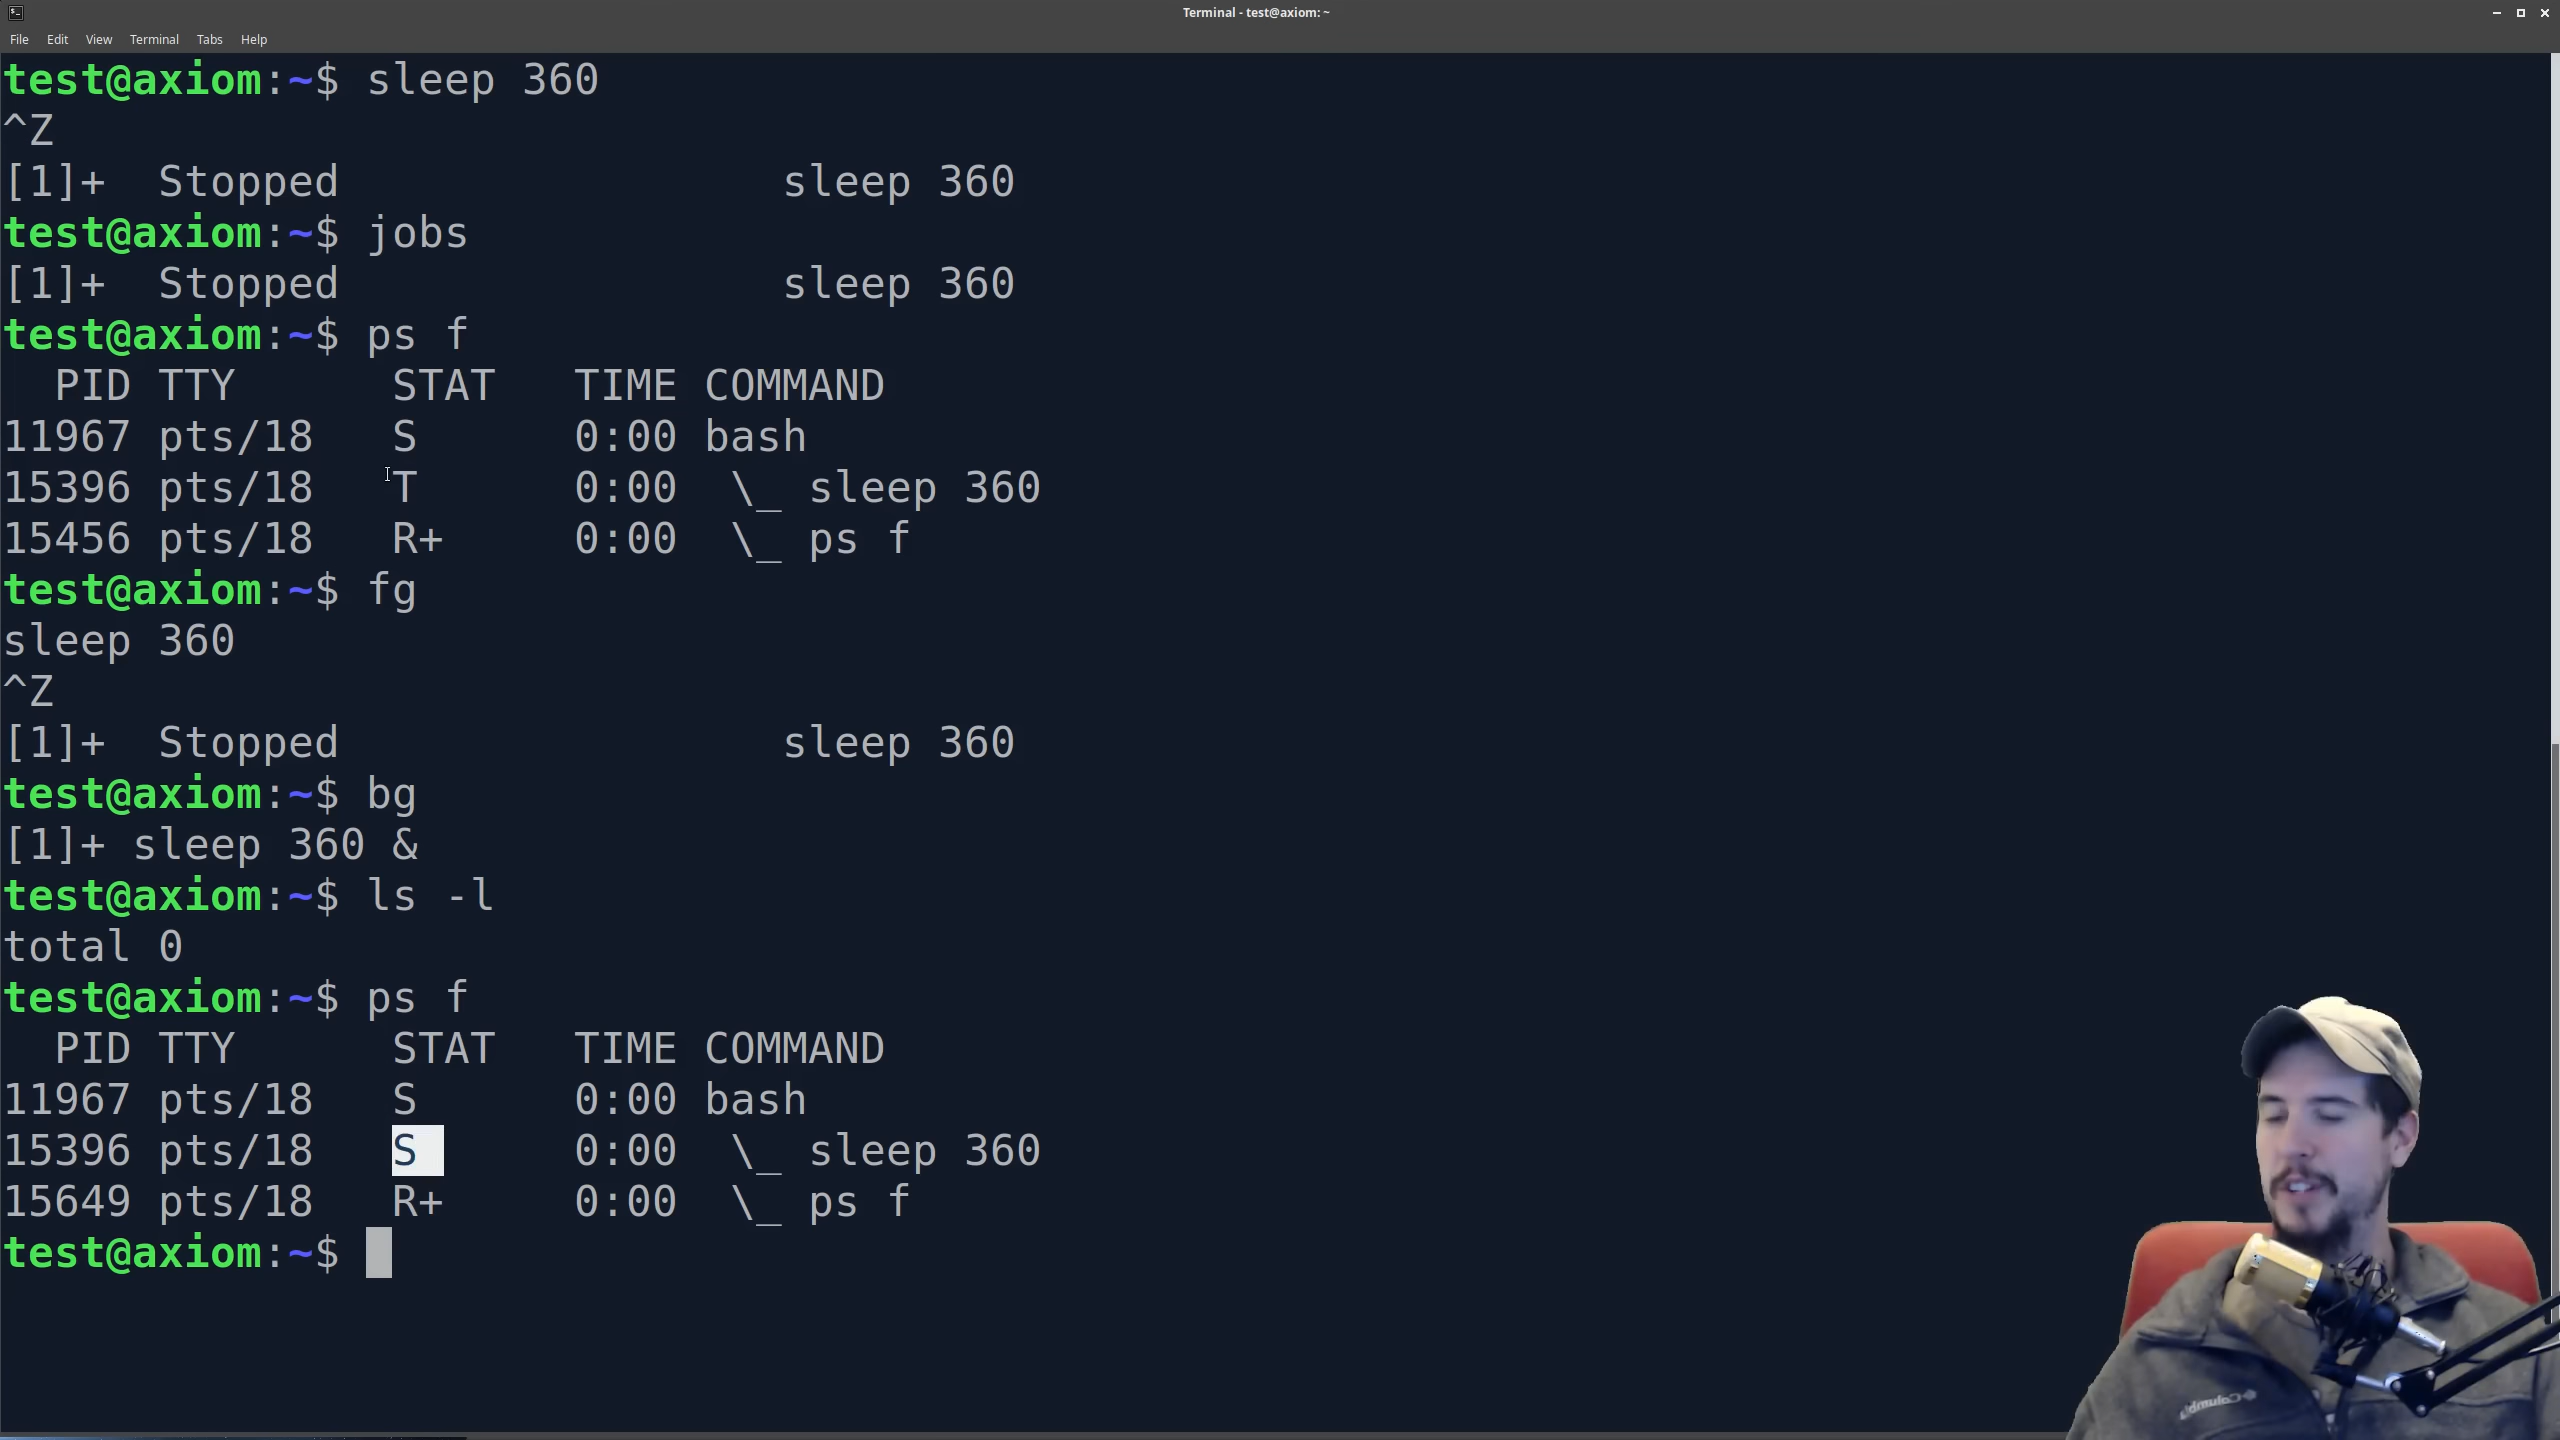 Terminal - test@axiom: ~
File Edit View Terminal Tabs Help
test@axiom:~$ sleep 360
^Z
[1]+  Stopped                 sleep 360
test@axiom:~$ jobs
[1]+  Stopped                 sleep 360
test@axiom:~$ ps f
  PID TTY      STAT   TIME COMMAND
11967 pts/18   S      0:00 bash
15396 pts/18   T      0:00  \_ sleep 360
15456 pts/18   R+     0:00  \_ ps f
test@axiom:~$ fg
sleep 360
^Z
[1]+  Stopped                 sleep 360
test@axiom:~$ bg
[1]+ sleep 360 &
test@axiom:~$ ls -l
total 0
test@axiom:~$ ps f
  PID TTY      STAT   TIME COMMAND
11967 pts/18   S      0:00 bash
15396 pts/18   S      0:00  \_ sleep 360
15649 pts/18   R+     0:00  \_ ps f
test@axiom:~$
Columbia